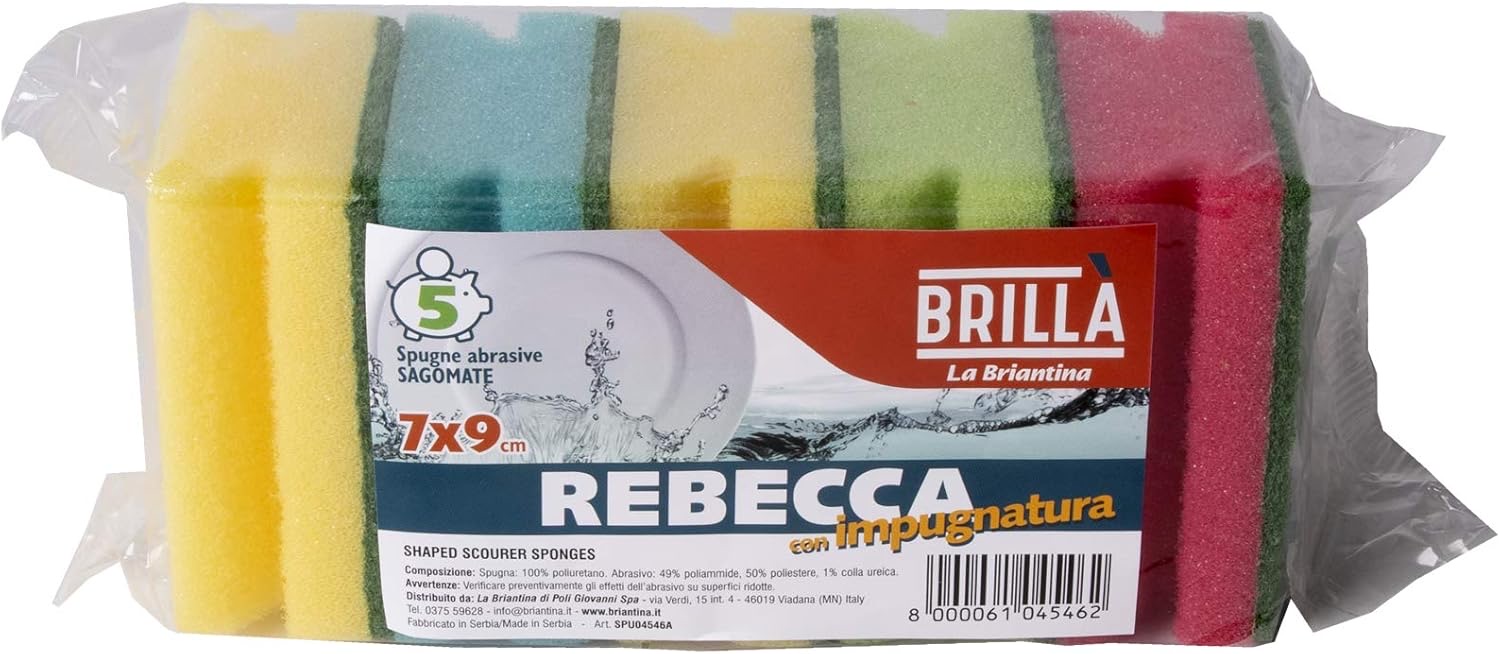 5
Spugne abrasive
SAGOMATE
7x9 cm
BRILLÀ
La Briantina
REBECCA
con impugnatura
SHAPED SCOURER SPONGES
Composizione: Spugna: 100% poliuretano. Abrasivo: 49% poliammide, 50% poliestere, 1% colla ureica.
Avvertenze: Verificare preventivamente gli effetti dell'abrasivo su superfici ridotte.
Distribuito da: La Briantina di Poli Giovanni Spa - via Verdi, 15 int. 4 - 46019 Viadana (MN) Italy
Tel. 0375 59628 - info@briantina.it - www.briantina.it
Fabbricato in Serbia/Made in Serbia - Art. SPU04546A
8 000061 045462